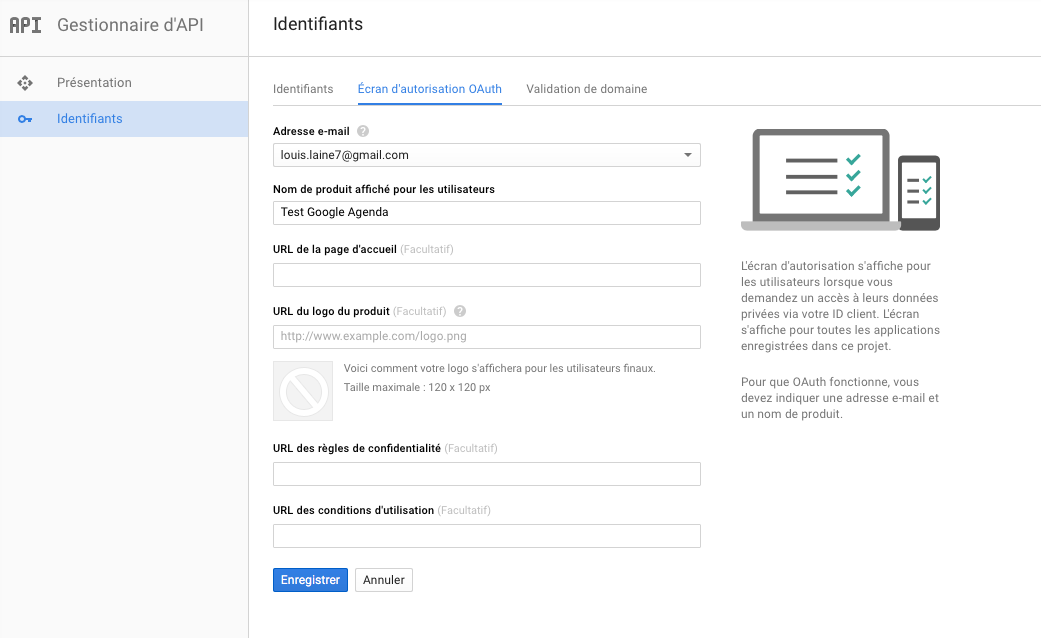 API Gestionnaire d'API
Identifiants
Présentation
Identifiants
Identifiants Écran d'autorisation OAuth Validation de domaine
Adresse e-mail ?
louis.laine7@gmail.com
Nom de produit affiché pour les utilisateurs
Test Google Agenda
URL de la page d'accueil (Facultatif)
URL du logo du produit (Facultatif) ?
http://www.example.com/logo.png
Voici comment votre logo s'affichera pour les utilisateurs finaux.
Taille maximale : 120 x 120 px
URL des règles de confidentialité (Facultatif)
URL des conditions d'utilisation (Facultatif)
Enregistrer Annuler
L'écran d'autorisation s'affiche pour
les utilisateurs lorsque vous
demandez un accès à leurs données
privées via votre ID client. L'écran
s'affiche pour toutes les applications
enregistrées dans ce projet.
Pour que OAuth fonctionne, vous
devez indiquer une adresse e-mail et
un nom de produit.